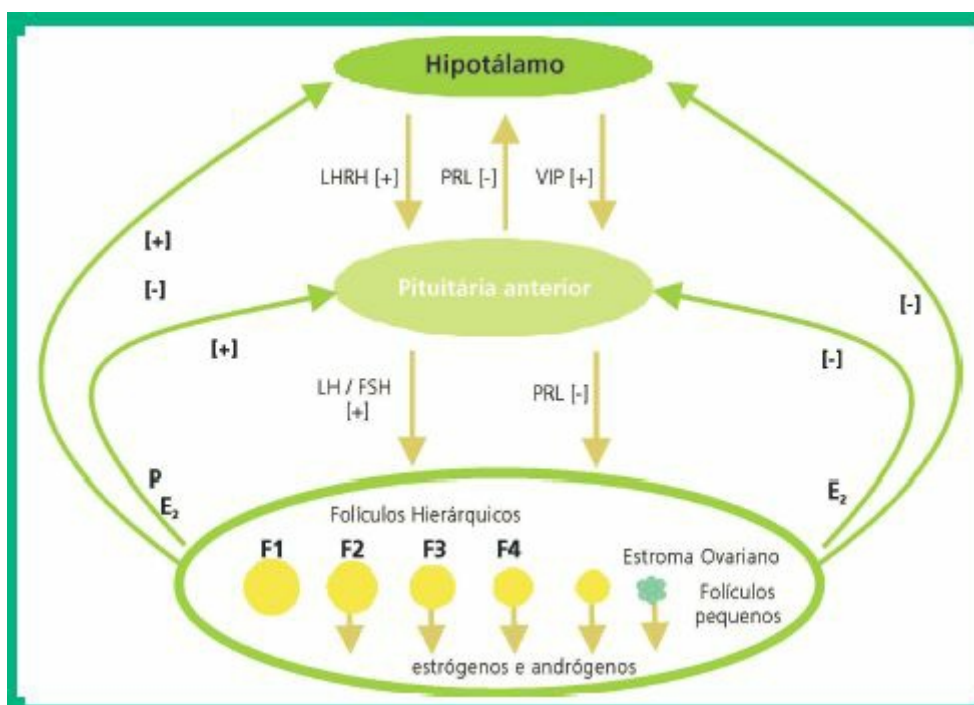 Hipotálamo
LHRH [+]
PRL [-]
VIP [+]
[+]
[-]
[-]
Pituitária anterior
[+]
[-]
LH / FSH
[+]
PRL [-]
P
E₂
E₂
Folículos Hierárquicos
F1
F2
F3
F4
Estroma Ovariano
Folículos
pequenos
estrógenos e andrógenos